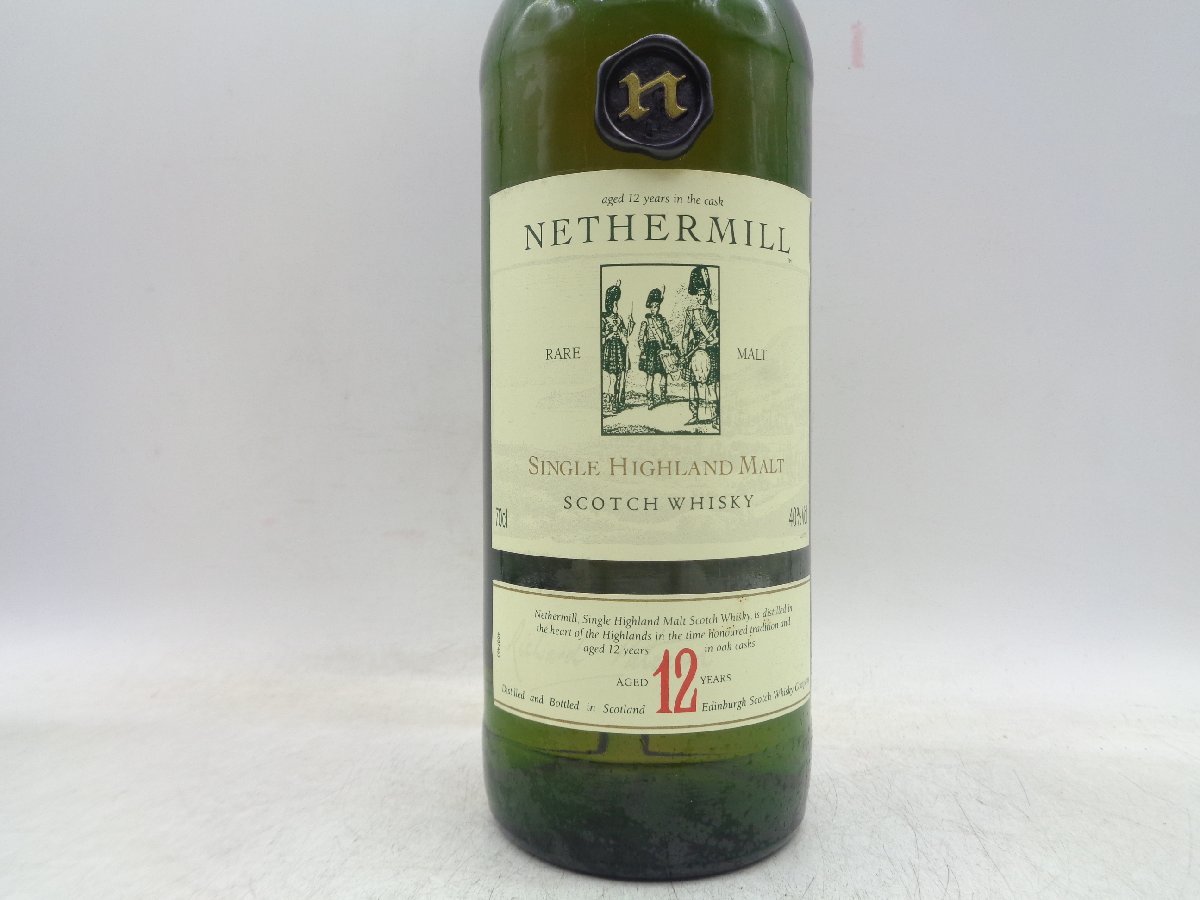 n
aged 12 years in the cask
NETHERMILL
RARE MALT
SINGLE HIGHLAND MALT
SCOTCH WHISKY
70cl 40%vol
Nethermill, Single Highland Malt Scotch Whisky, is distilled in
the heart of the Highlands in the time honoured tradition and
aged 12 years in oak casks
AGED 12 YEARS
Distilled and Bottled in Scotland Edinburgh Scotch Whisky